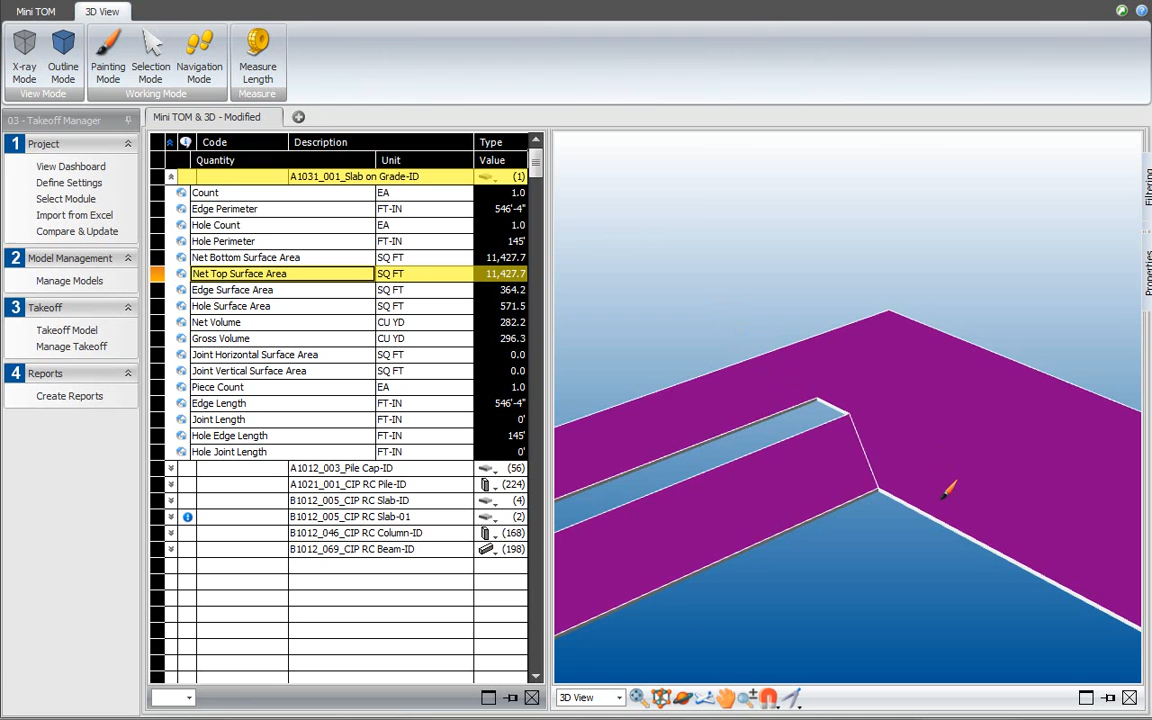 Mini TOM 3D View
X-ray Mode
Outline Mode
Painting Mode
Selection Mode
Navigation Mode
Measure Length
View Mode Working Mode Measure
03 - Takeoff Manager
Mini TOM & 3D - Modified
1 Project
View Dashboard
Define Settings
Select Module
Import from Excel
Compare & Update
2 Model Management
Manage Models
3 Takeoff
Takeoff Model
Manage Takeoff
4 Reports
Create Reports
Code Description Type
Quantity Unit Value
A1031_001_Slab on Grade-ID (1)
Count EA 1.0
Edge Perimeter FT-IN 546'-4"
Hole Count EA 1.0
Hole Perimeter FT-IN 145'
Net Bottom Surface Area SQ FT 11,427.7
Net Top Surface Area SQ FT 11,427.7
Edge Surface Area SQ FT 364.2
Hole Surface Area SQ FT 571.5
Net Volume CU YD 282.2
Gross Volume CU YD 296.3
Joint Horizontal Surface Area SQ FT 0.0
Joint Vertical Surface Area SQ FT 0.0
Piece Count EA 1.0
Edge Length FT-IN 546'-4"
Joint Length FT-IN 0'
Hole Edge Length FT-IN 145'
Hole Joint Length FT-IN 0'
A1012_003_Pile Cap-ID (56)
A1021_001_CIP RC Pile-ID (224)
B1012_005_CIP RC Slab-ID (4)
B1012_005_CIP RC Slab-01 (2)
B1012_046_CIP RC Column-ID (168)
B1012_069_CIP RC Beam-ID (198)
Filtering
Properties
3D View